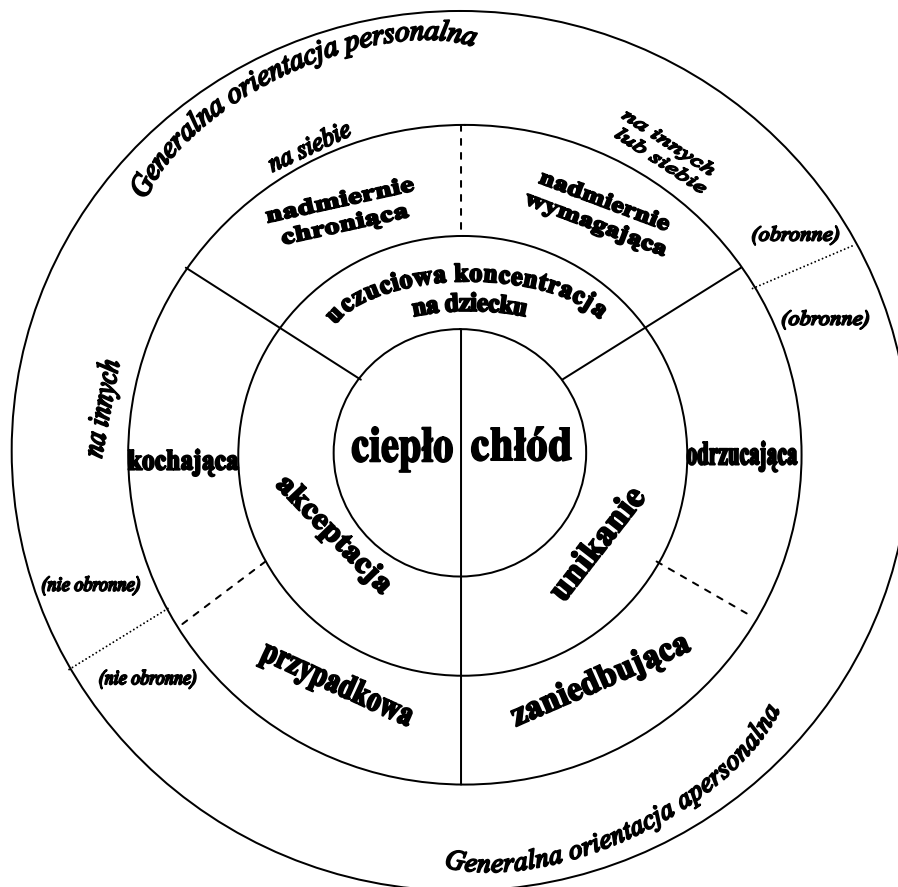 Generalna orientacja personalna
na siebie
na innych
lub siebie
nadmiernie
chroniąca
nadmiernie
wymagająca
(obronne)
uczuciowa koncentracja
na dziecku
(obronne)
na innych
ciepło
chłód
kochająca
odrzucająca
akceptacja
unikanie
(nie obronne)
(nie obronne)
przypadkowa
zaniedbująca
Generalna orientacja apersonalna